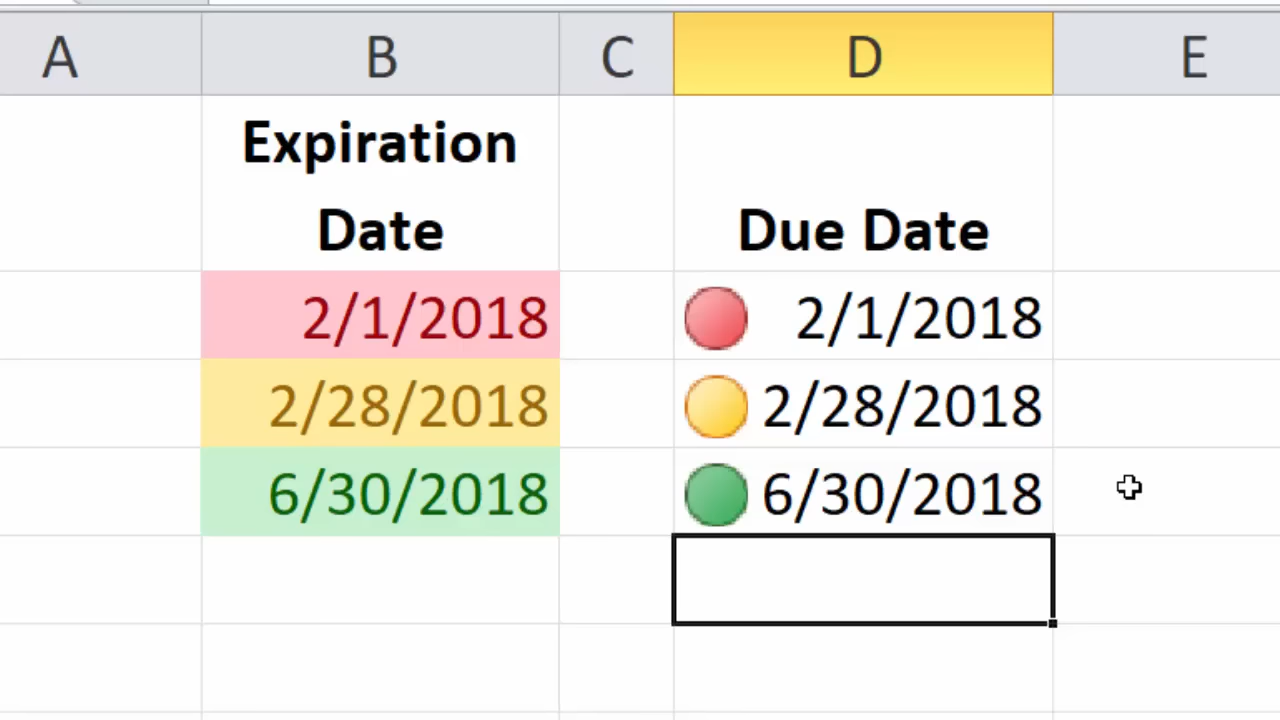 A B C D E
Expiration
Date Due Date
2/1/2018 2/1/2018
2/28/2018 2/28/2018
6/30/2018 6/30/2018